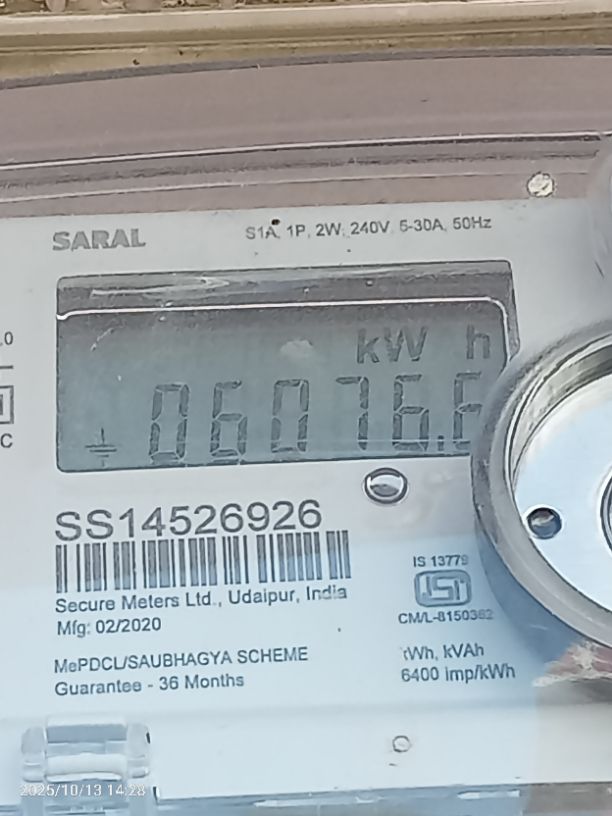 SARAL
S1A, 1P, 2W, 240V, 5-30A, 50Hz
.0
C
kW h
06076.
SS14526926
Secure Meters Ltd., Udaipur, India
Mfg: 02/2020
MePDCL/SAUBHAGYA SCHEME
Guarantee - 36 Months
IS 13779
CM/L-8150362
kWh, kVAh
6400 imp/kWh
2025/10/13 14:28